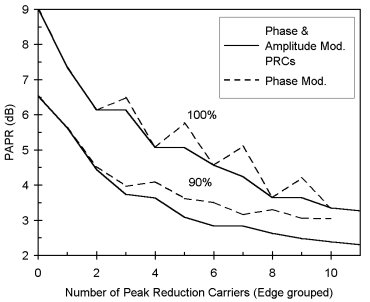 9
8
7
6
5
4
3
2
PAPR (dB)
Phase &
Amplitude Mod.
PRCs
Phase Mod.
100%
90%
0 2 4 6 8 10
Number of Peak Reduction Carriers (Edge grouped)